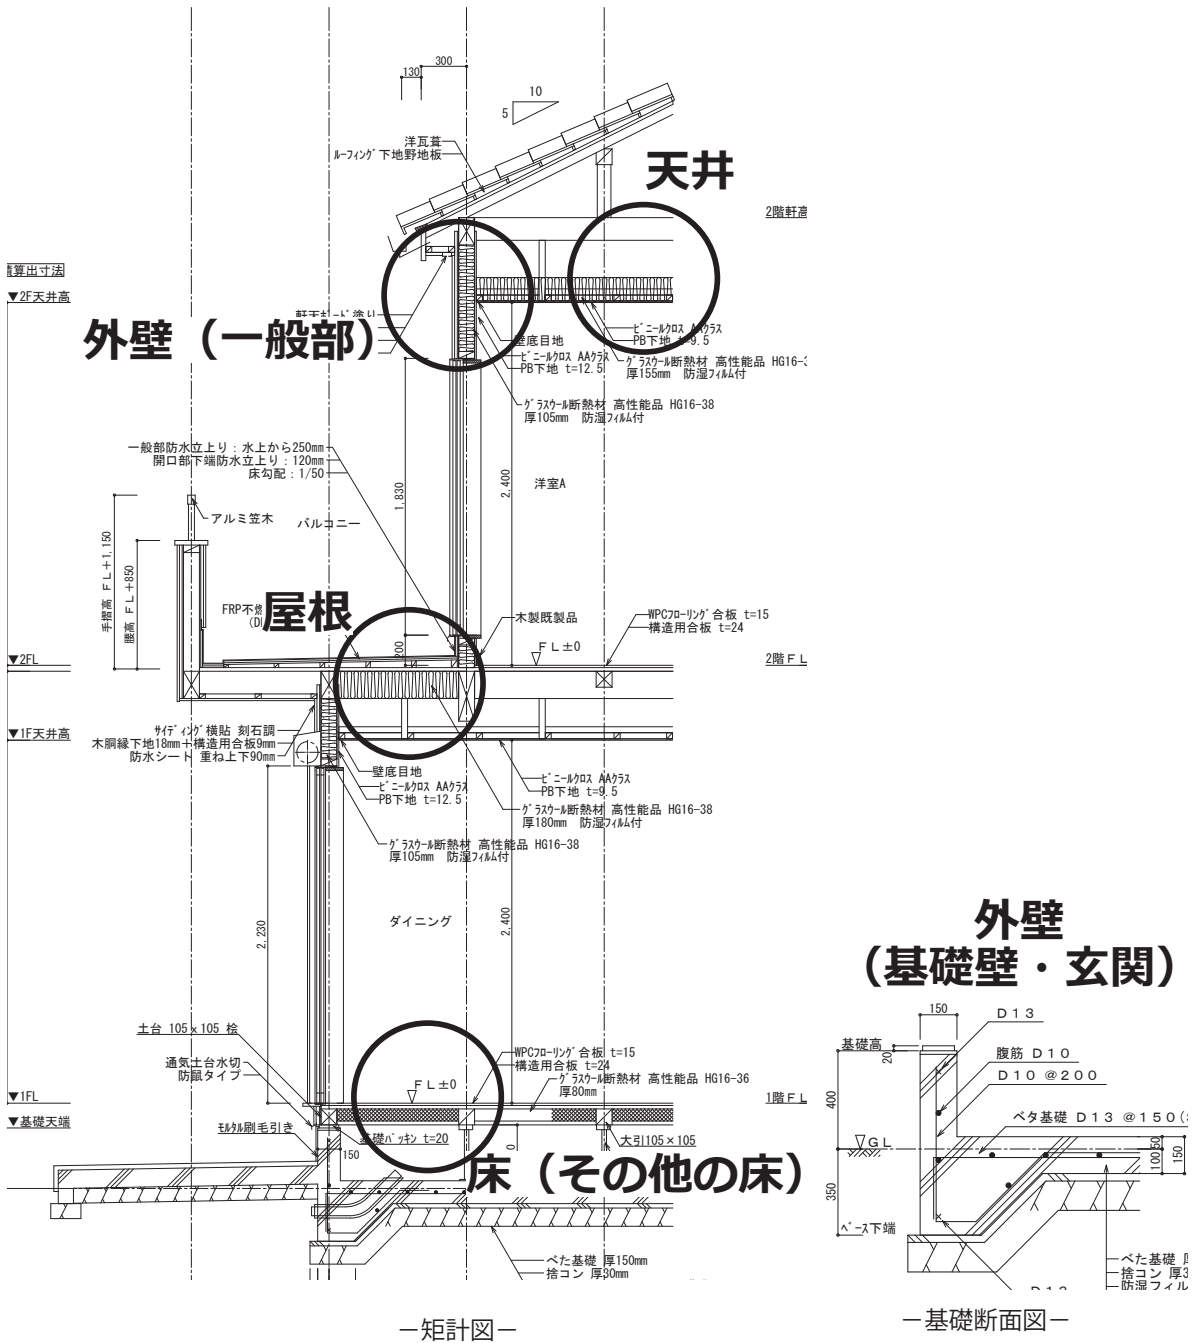 300
130
10
5
洋瓦葺
ルーフィング下地野地板
天井
2階軒高
算出寸法
▼2F天井高
外壁（一般部）
壁底目地
ビニールクロス AAクラス
PB下地 t=12.5
ビニールクロス AAクラス
PB下地 t=9.5
グラスウール断熱材 高性能品 HG16-
厚155mm 防湿フィルム付
グラスウール断熱材 高性能品 HG16-38
厚105mm 防湿フィルム付
一般部防水立上り：水上から250mm
開口部下端防水立上り：120mm
床勾配：1/50
1,830
2,400
洋室A
アルミ笠木
バルコニー
手摺高 FL+1,150
腰高 FL+850
FRP不燃
屋根
木製既製品
WPCフローリング合板 t=15
構造用合板 t=24
200
FL±0
▼2FL
2階FL
サイディング横貼 刻石調
木胴縁下地18mm+構造用合板9mm
防水シート 重ね上下90mm
▼1F天井高
壁底目地
ビニールクロス AAクラス
PB下地 t=12.5
ビニールクロス AAクラス
PB下地 t=9.5
グラスウール断熱材 高性能品 HG16-38
厚180mm 防湿フィルム付
グラスウール断熱材 高性能品 HG16-38
厚105mm 防湿フィルム付
2,230
ダイニング
2,400
土台 105×105 桧
通気土台水切
防鼠タイプ
WPCフローリング合板 t=15
構造用合板 t=24
グラスウール断熱材 高性能品 HG16-36
厚80mm
FL±0
▼1FL
1階FL
▼基礎天端
モルタル刷毛引き
基礎パッキン t=20
150
大引105×105
床（その他の床）
べた基礎 厚150mm
捨コン 厚30mm
－矩計図－
外壁
（基礎壁・玄関）
150
D13
基礎高
20
腹筋 D10
D10 @200
400
ベタ基礎 D13 @150(
▽GL
50
100
150
350
ベース下端
べた基礎
捨コン 厚3
防湿フィル
－基礎断面図－